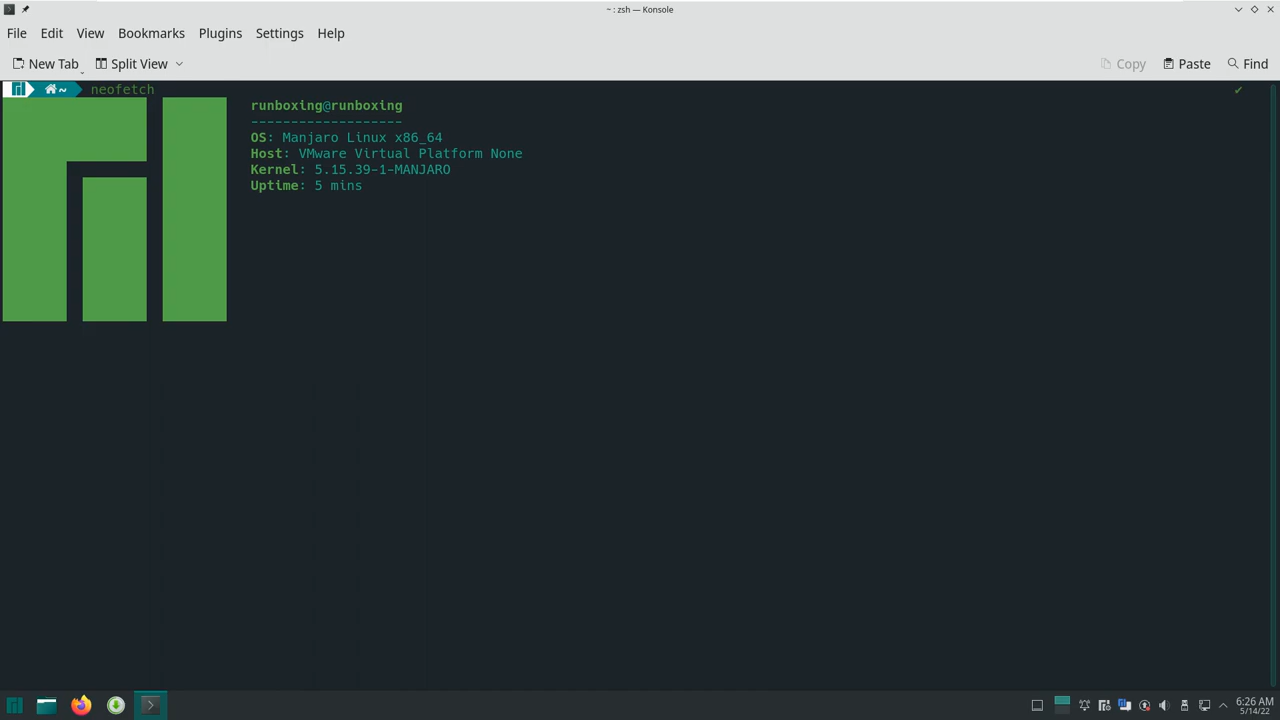 ~ : zsh — Konsole
File Edit View Bookmarks Plugins Settings Help
New Tab Split View Copy Paste Find
~ neofetch ✔
runboxing@runboxing
-------------------
OS: Manjaro Linux x86_64
Host: VMware Virtual Platform None
Kernel: 5.15.39-1-MANJARO
Uptime: 5 mins
6:26 AM
5/14/22